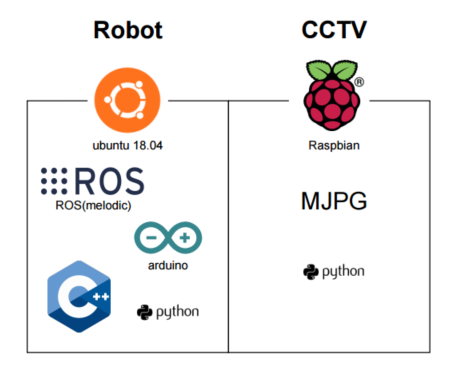 Robot
CCTV
ubuntu 18.04
ROS
ROS(melodic)
arduino
C++
python
®
Raspbian
MJPG
python